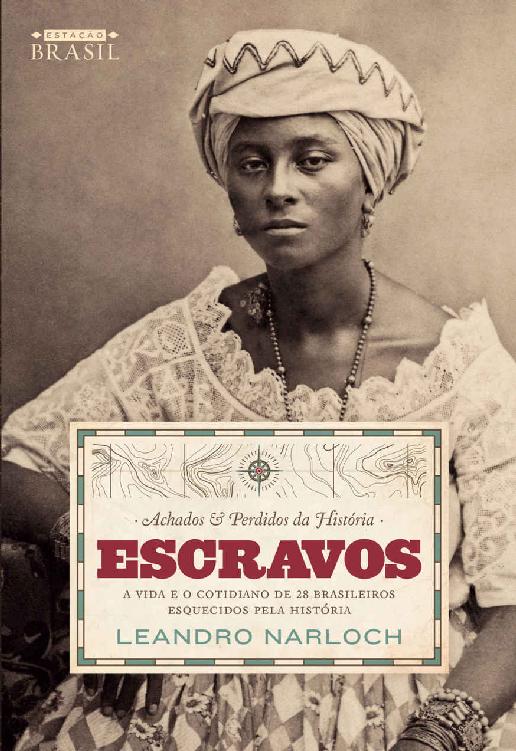 ESTAÇÃO
BRASIL
· Achados & Perdidos da História ·
ESCRAVOS
A VIDA E O COTIDIANO DE 28 BRASILEIROS
ESQUECIDOS PELA HISTÓRIA
LEANDRO NARLOCH